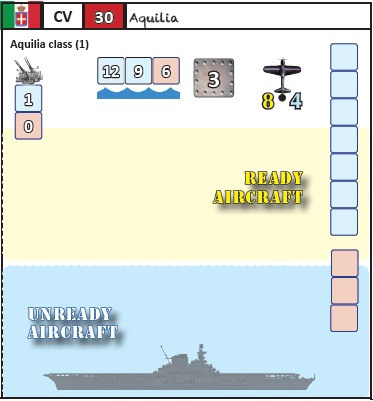 CV 30 Aquilia
Aquilia class (1)
12 9 6
3
8 4
1
0
READY
AIRCRAFT
UNREADY
AIRCRAFT